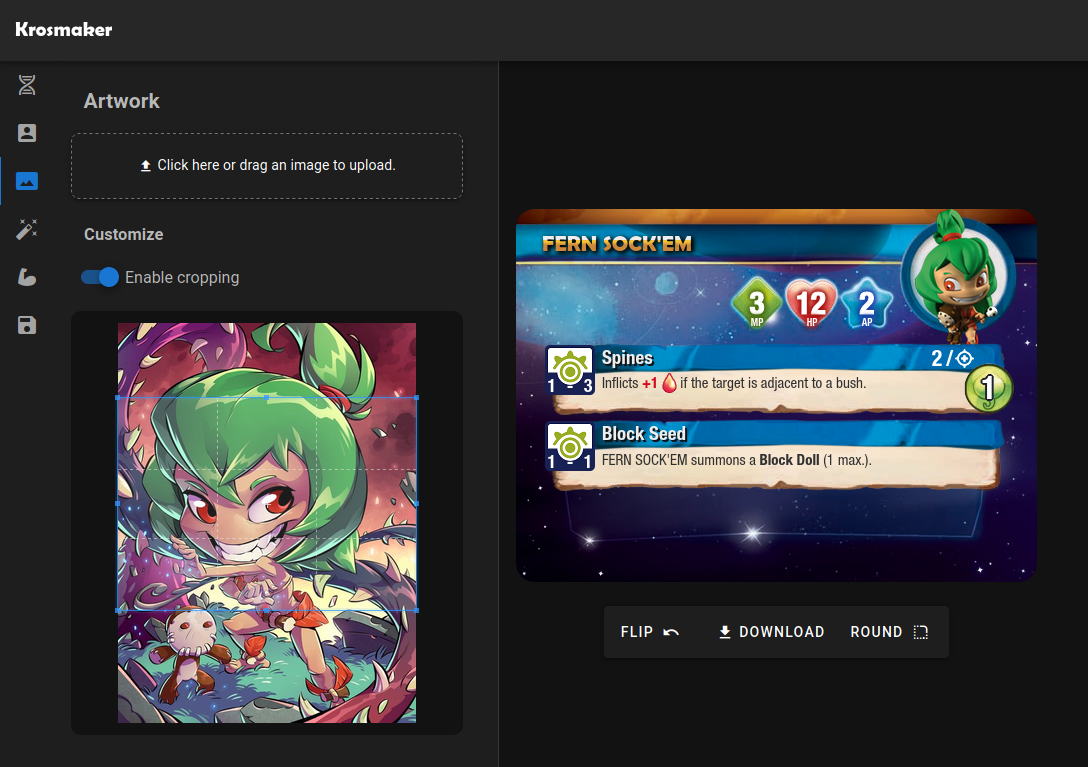 Krosmaker
Artwork
Click here or drag an image to upload.
Customize
Enable cropping
FERN SOCK'EM
3 MP
12 HP
2 AP
Spines
2 /
1 - 3
Inflicts +1 if the target is adjacent to a bush.
1
Block Seed
1 - 1
FERN SOCK'EM summons a Block Doll (1 max.).
FLIP
DOWNLOAD
ROUND